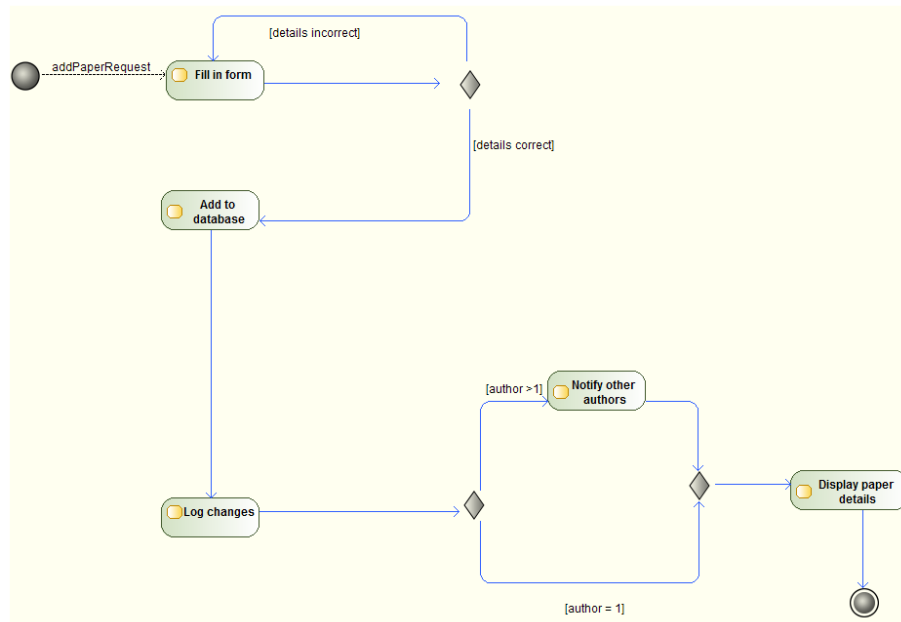 [details incorrect]
addPaperRequest
Fill in form
[details correct]
Add to
database
[author >1]
Notify other
authors
Display paper
details
Log changes
[author = 1]